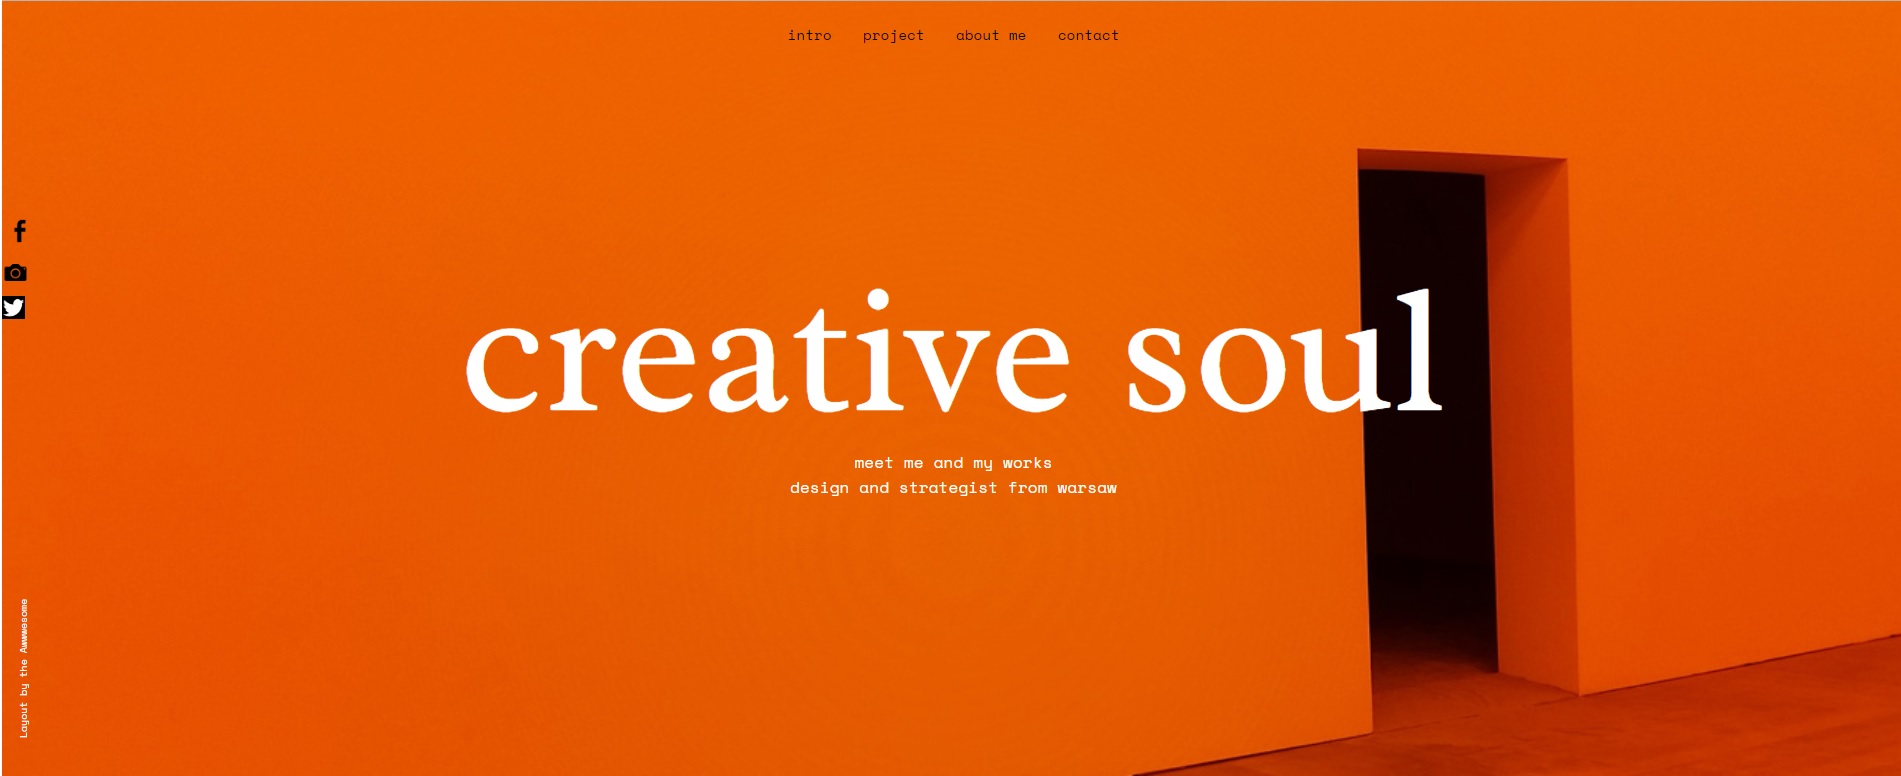 intro project about me contact
creative soul
meet me and my works
design and strategist from warsaw
Layout by the Awwwesome